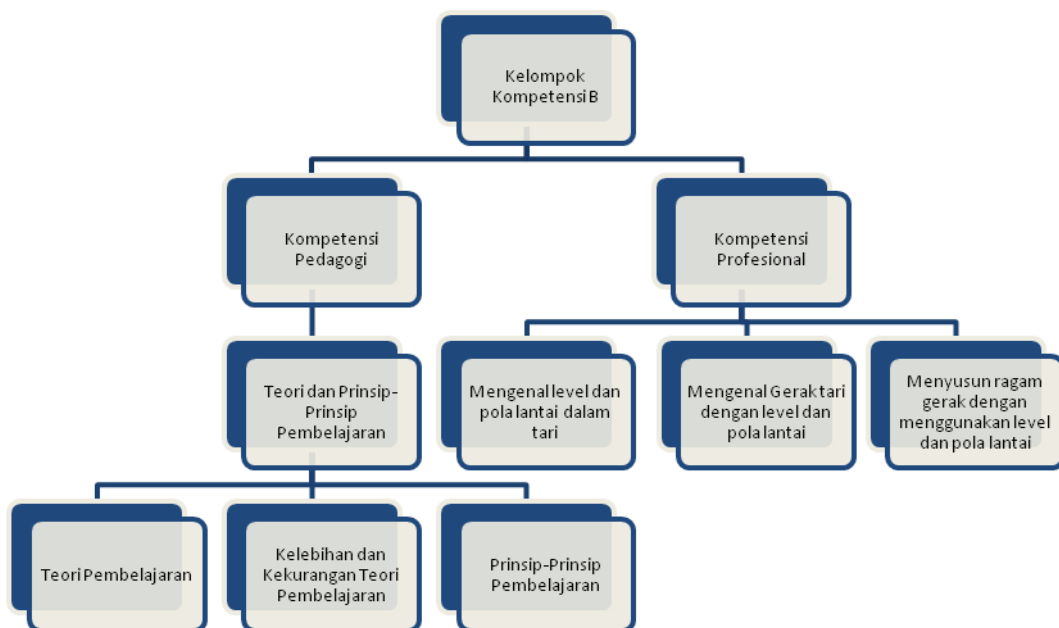 Kelompok
Kompetensi B
Kompetensi
Pedagogi
Kompetensi
Profesional
Teori dan Prinsip-
Prinsip
Pembelajaran
Mengenal level dan
pola lantai dalam
tari
Mengenal Gerak tari
dengan level dan
pola lantai
Menyusun ragam
gerak dengan
menggunakan level
dan pola lantai
Teori Pembelajaran
Kelebihan dan
Kekurangan Teori
Pembelajaran
Prinsip-Prinsip
Pembelajaran